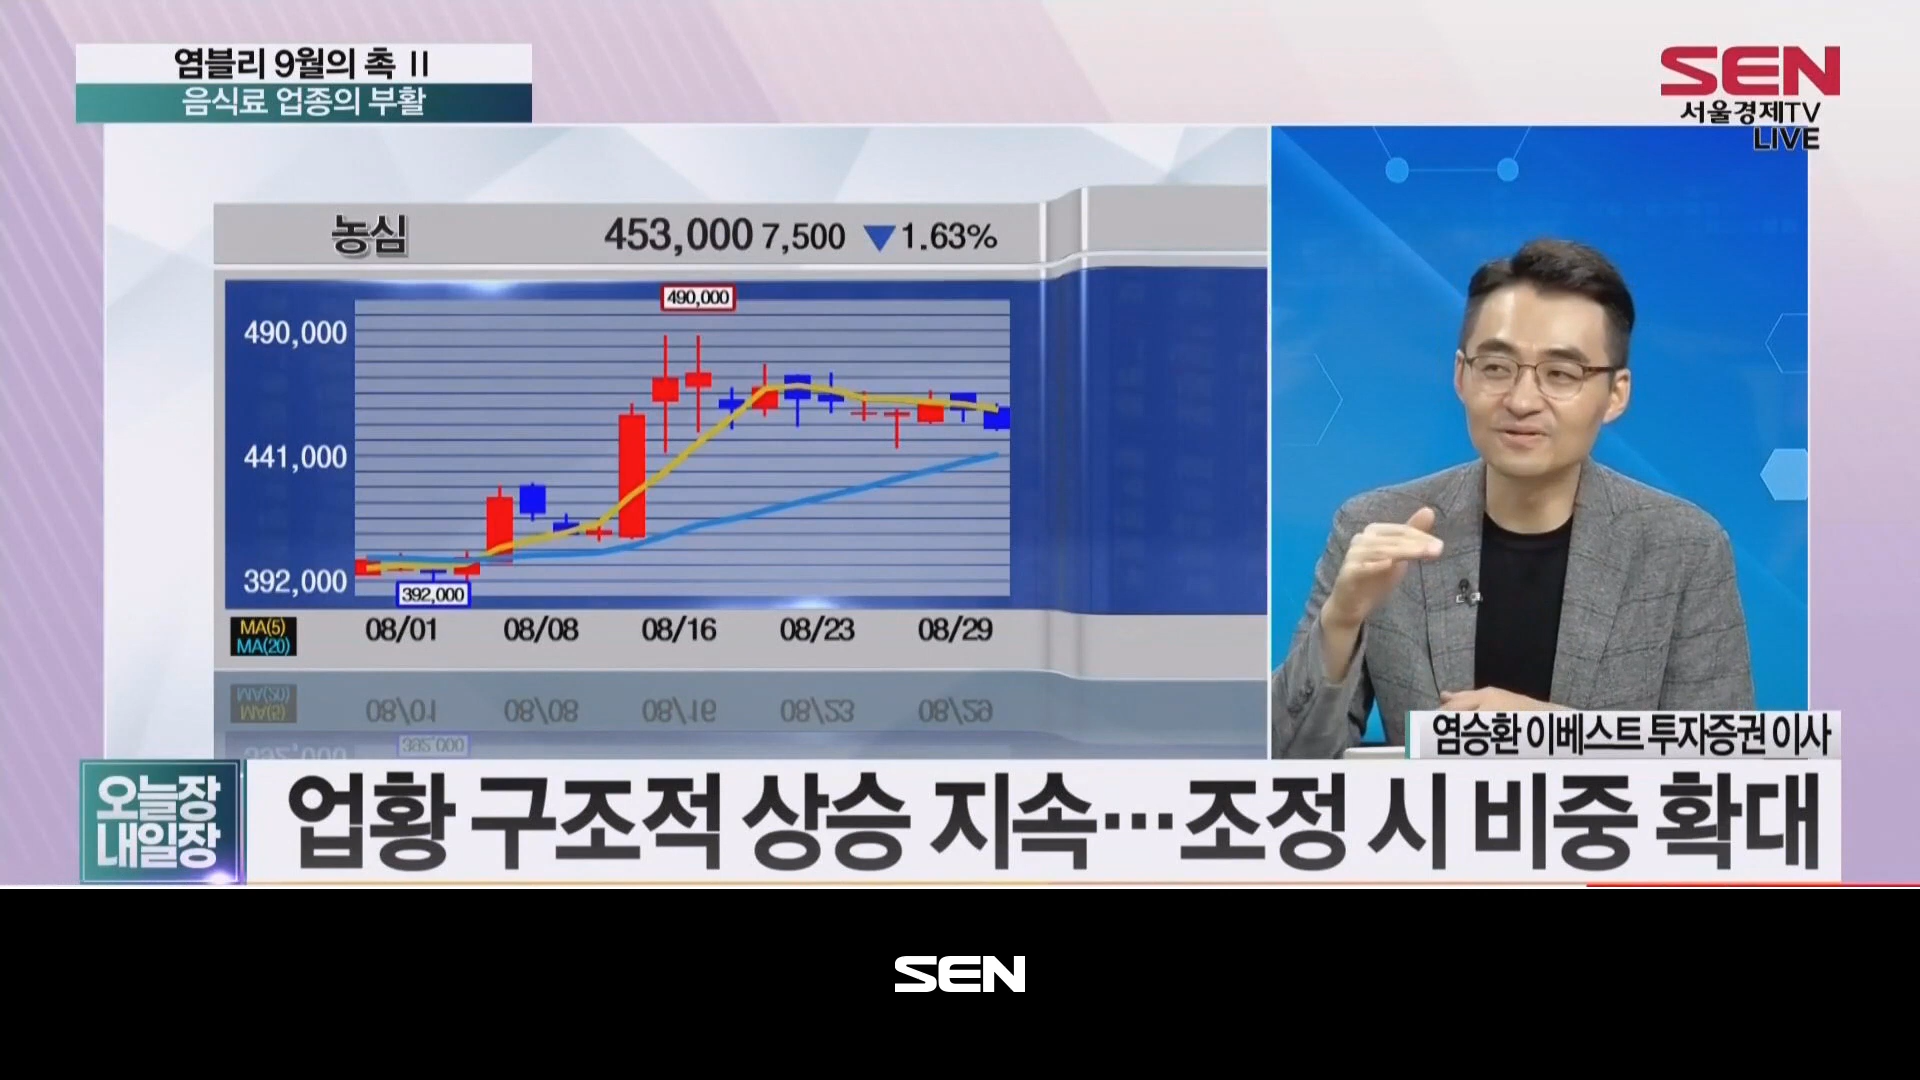 염블리 9월의 촉 II
음식료 업종의 부활
SEN
서울경제TV
LIVE
농심 453,000 7,500 ▼1.63%
490,000
490,000
441,000
392,000
392,000
MA(5)
MA(20)
08/01 08/08 08/16 08/23 08/29
염승환 이베스트투자증권 이사
오늘장
내일장
업황 구조적 상승 지속…조정 시 비중 확대
SEN